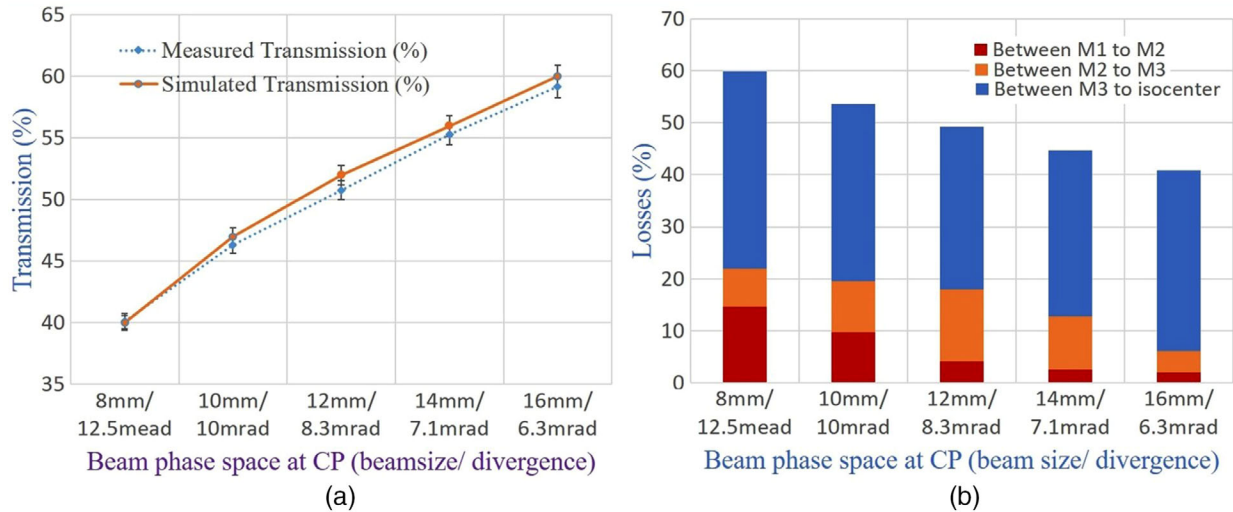 65
60
55
50
45
40
35
Transmission (%)
Measured Transmission (%)
Simulated Transmission (%)
8mm/
12.5mead
10mm/
10mrad
12mm/
8.3mrad
14mm/
7.1mrad
16mm/
6.3mrad
Beam phase space at CP (beamsize/ divergence)
(a)
70
60
50
40
30
20
10
0
Losses (%)
Between M1 to M2
Between M2 to M3
Between M3 to isocenter
8mm/
12.5mead
10mm/
10mrad
12mm/
8.3mrad
14mm/
7.1mrad
16mm/
6.3mrad
Beam phase space at CP (beam size/ divergence)
(b)